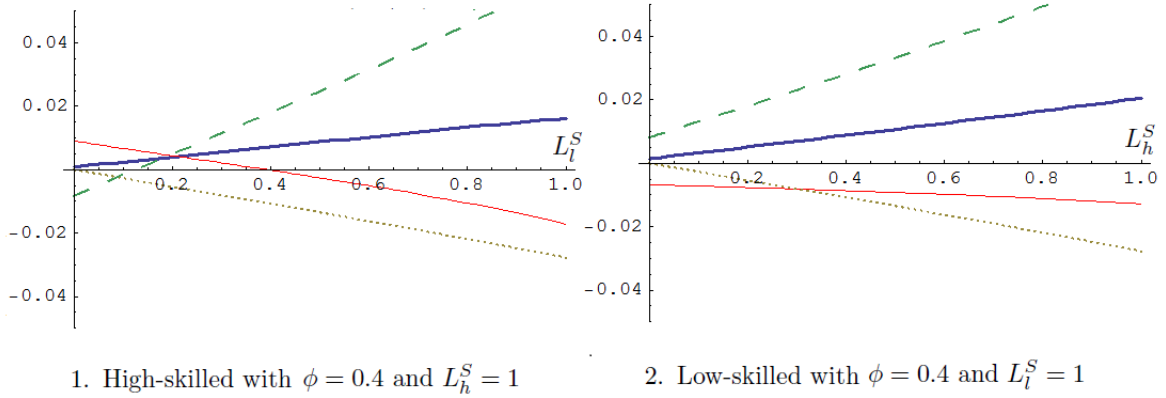 0.04
0.02
-0.02
-0.04
0.2 0.4 0.6 0.8 1.0
L_l^S
0.04
0.02
-0.02
-0.04
0.2 0.4 0.6 0.8 1.0
L_h^S
1. High-skilled with ϕ = 0.4 and L_h^S = 1
2. Low-skilled with ϕ = 0.4 and L_l^S = 1